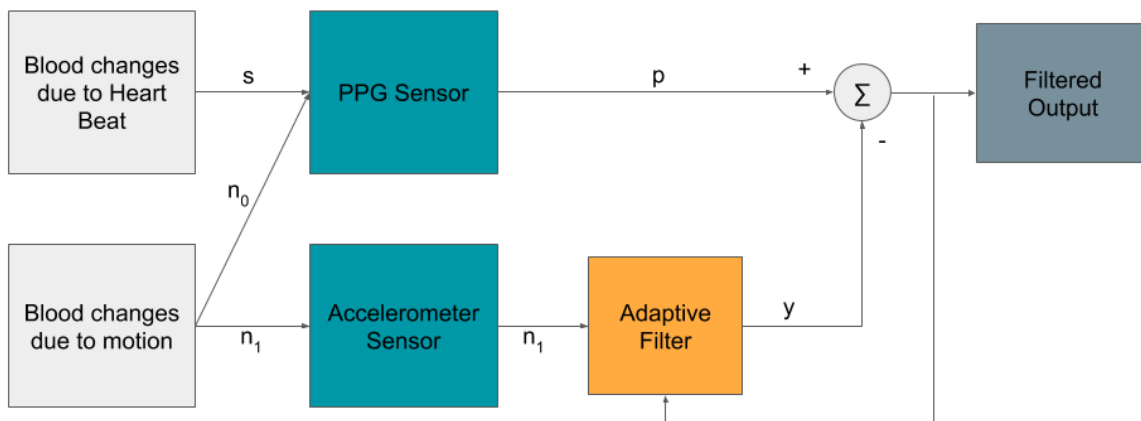 Blood changes
due to Heart
Beat
s
PPG Sensor
p
+
Σ
-
Filtered
Output
n₀
Blood changes
due to motion
n₁
Accelerometer
Sensor
n₁
Adaptive
Filter
y